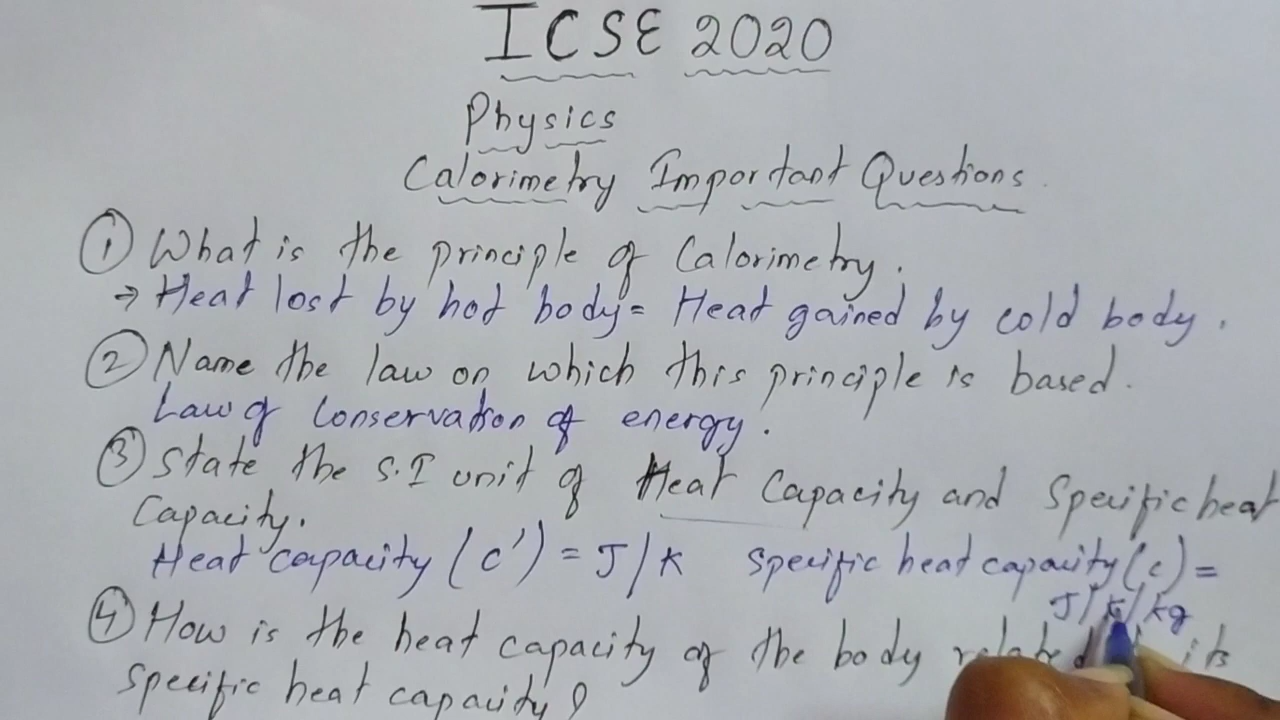 ICSE 2020
Physics
Calorimetry Important Questions.
① What is the principle of Calorimetry.
→ Heat lost by hot body = Heat gained by cold body.
② Name the law on which this principle is based.
Law of Conservation of energy.
③ State the S.I unit of Heat Capacity and Specific heat
Capacity.
Heat capacity (c') = J/K Specific heat capacity (c) =
J/K/kg
④ How is the heat capacity of the body related its
specific heat capacity?